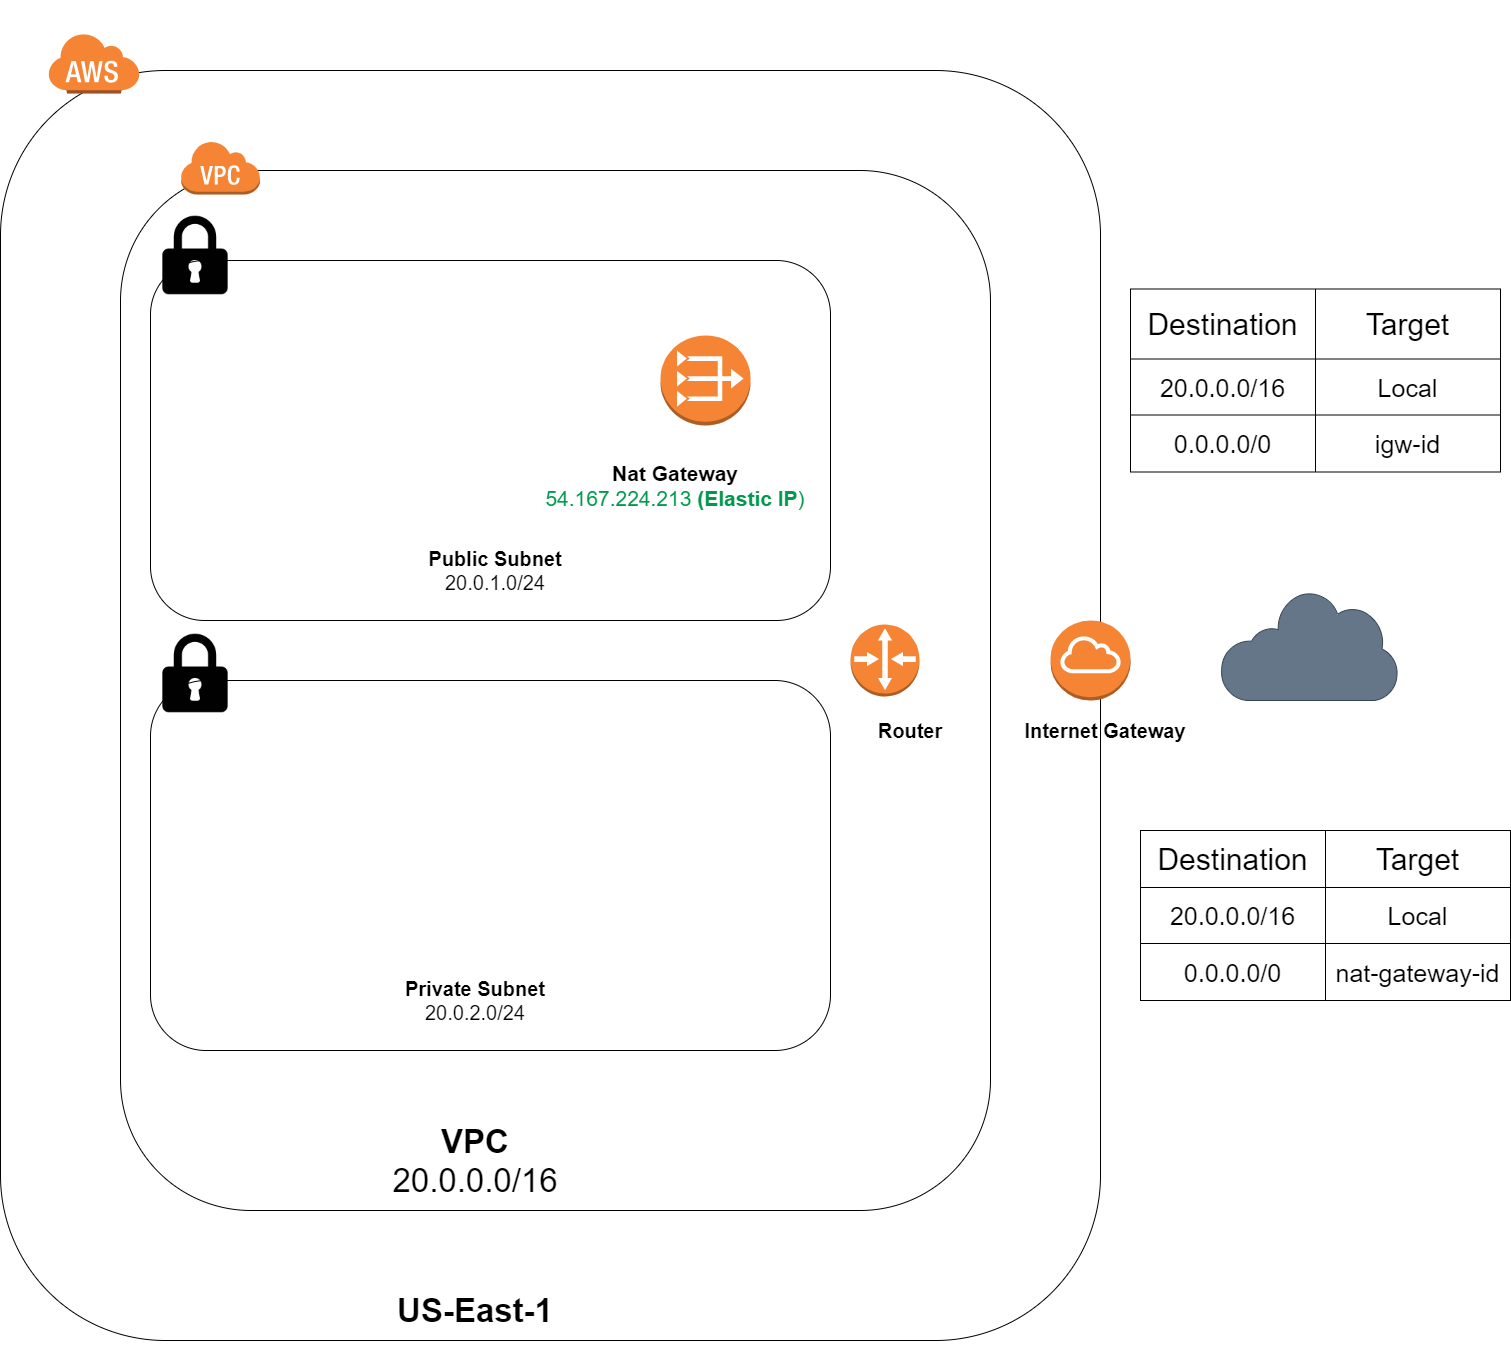 AWS
VPC
Destination Target
20.0.0.0/16 Local
0.0.0.0/0 igw-id
Nat Gateway
54.167.224.213 (Elastic IP)
Public Subnet
20.0.1.0/24
Router
Internet Gateway
Destination Target
20.0.0.0/16 Local
0.0.0.0/0 nat-gateway-id
Private Subnet
20.0.2.0/24
VPC
20.0.0.0/16
US-East-1